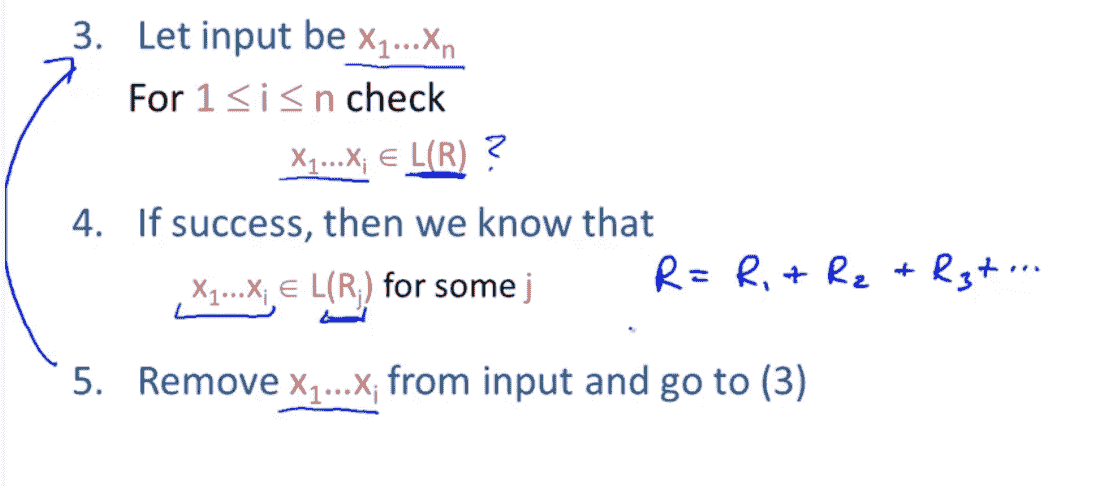 3. Let input be x₁...xₙ
For 1 ≤ i ≤ n check
x₁...xᵢ ∈ L(R) ?
4. If success, then we know that
x₁...xᵢ ∈ L(Rⱼ) for some j
R = R₁ + R₂ + R₃ + ...
5. Remove x₁...xᵢ from input and go to (3)